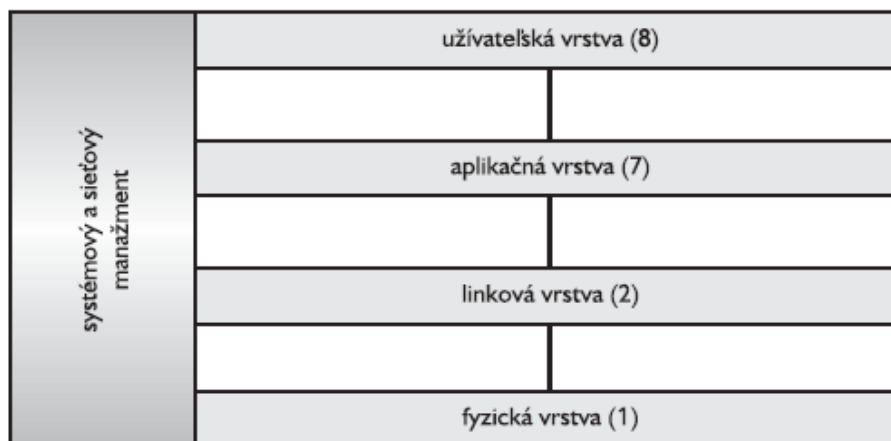 systémový a sieťový
manažment
užívateľská vrstva (8)
aplikačná vrstva (7)
linková vrstva (2)
fyzická vrstva (1)